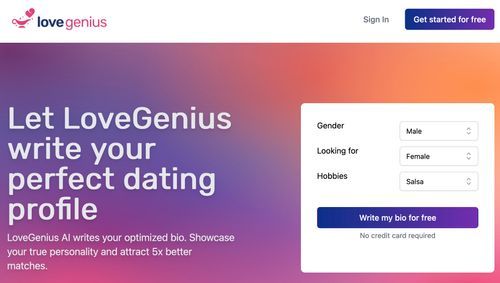 lovegenius
Sign In
Get started for free
Let LoveGenius
write your
perfect dating
profile
LoveGenius AI writes your optimized bio. Showcase
your true personality and attract 5x better
matches.
Gender
Male
Looking for
Female
Hobbies
Salsa
Write my bio for free
No credit card required